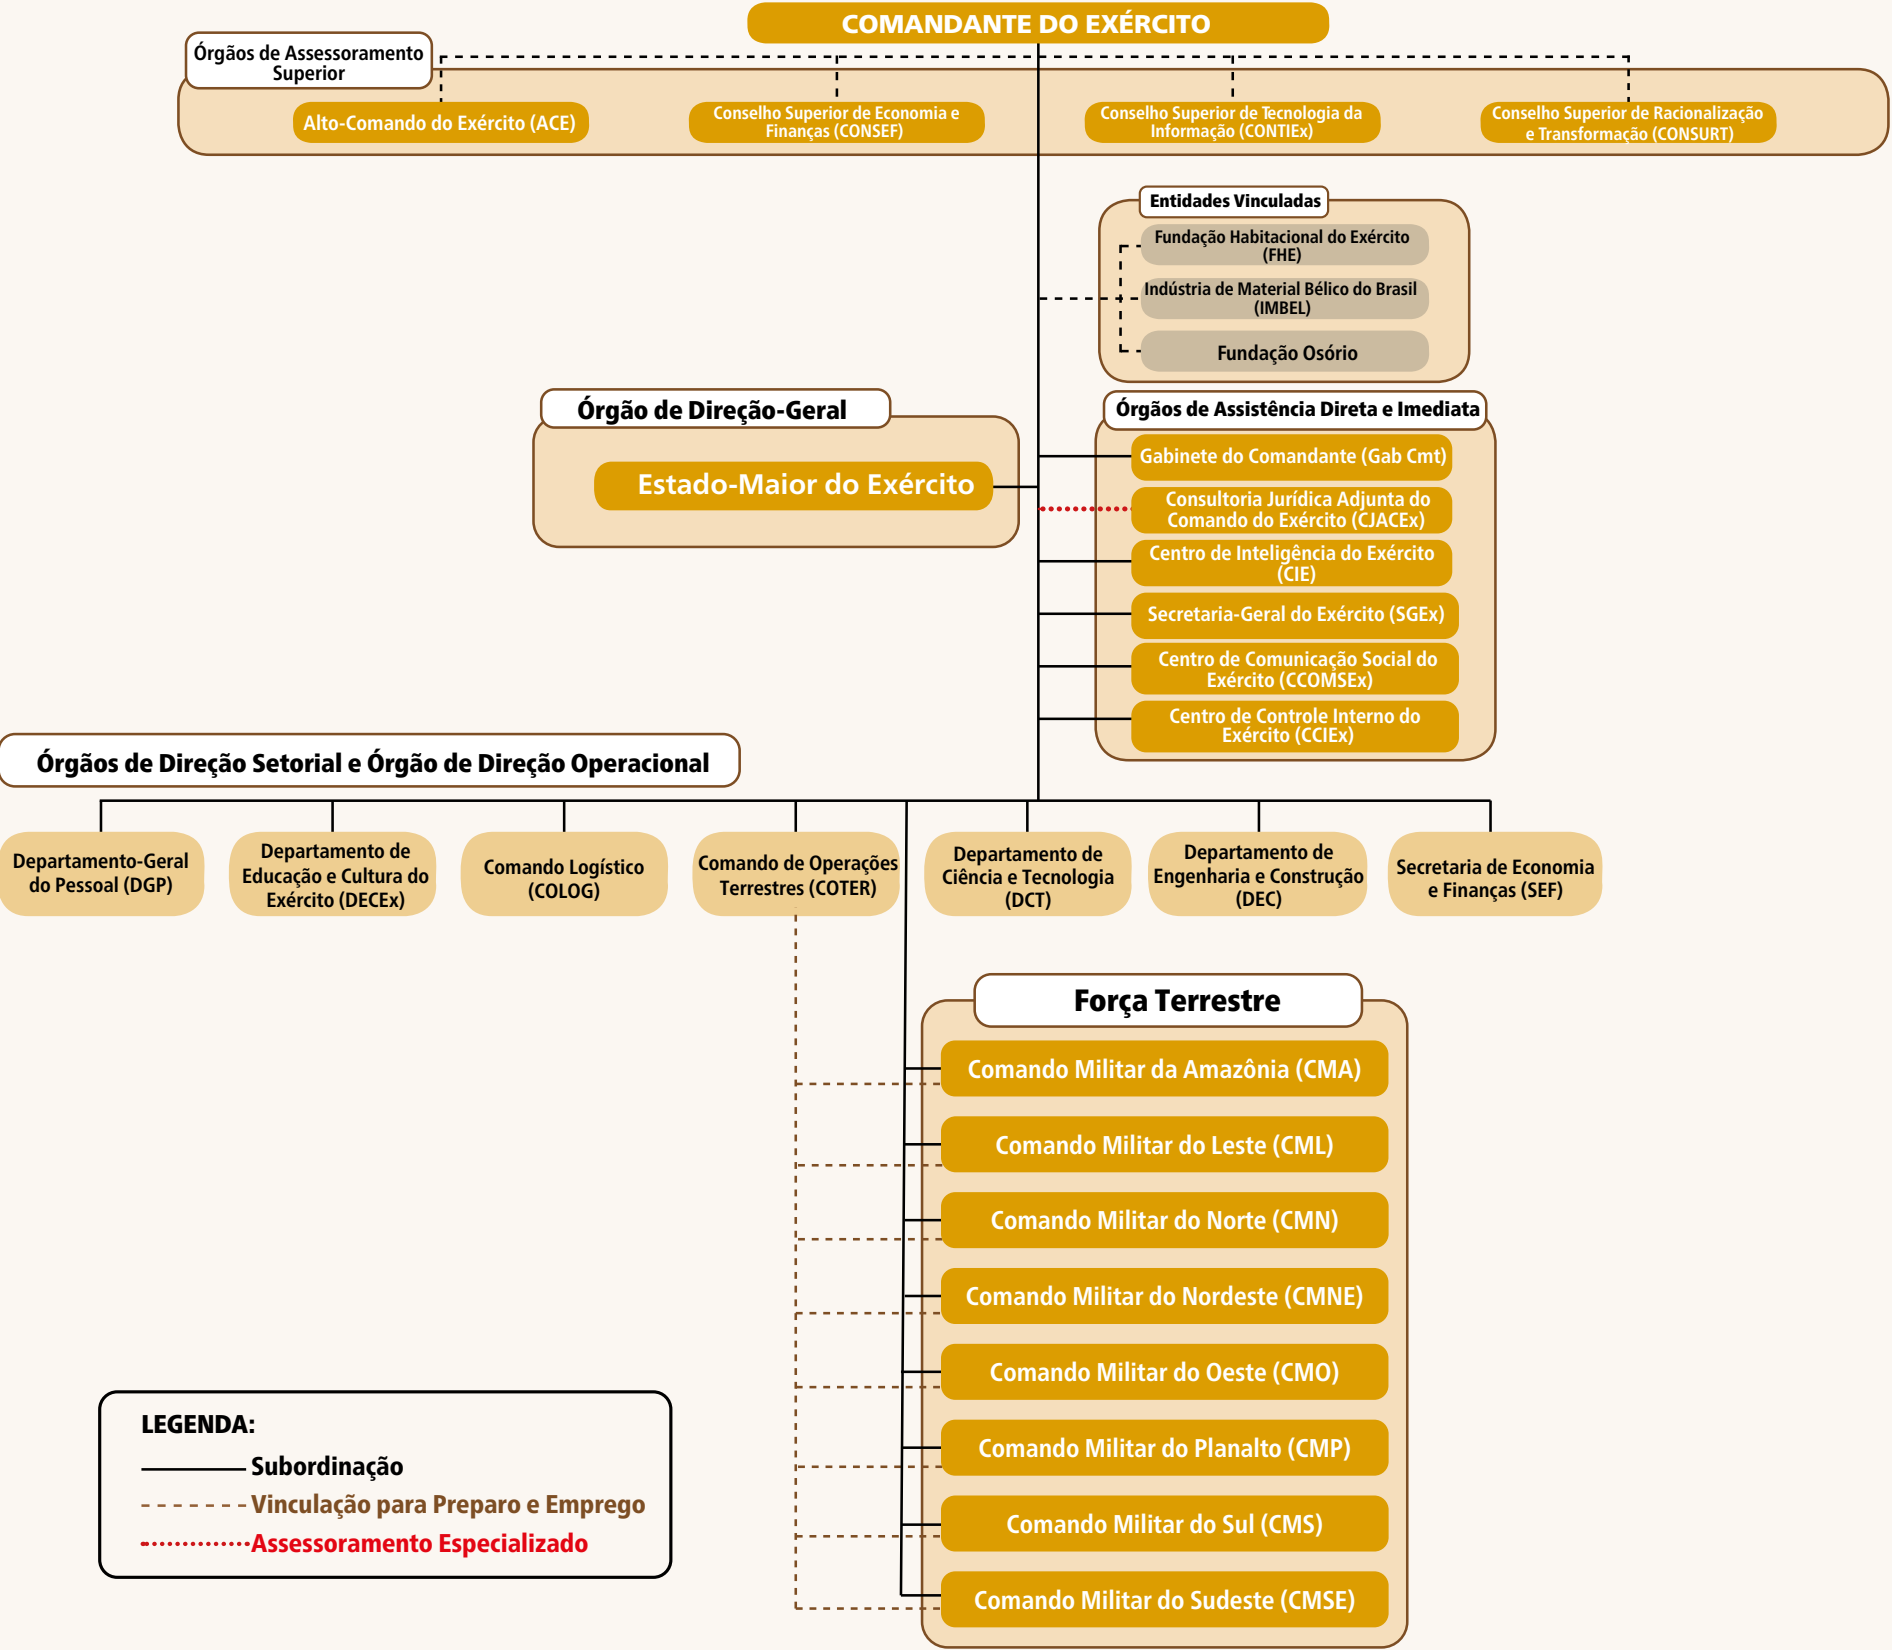 COMANDANTE DO EXÉRCITO
Órgãos de Assessoramento
Superior
Alto-Comando do Exército (ACE)
Conselho Superior de Economia e
Finanças (CONSEF)
Conselho Superior de Tecnologia da
Informação (CONTIEx)
Conselho Superior de Racionalização
e Transformação (CONSURT)
Entidades Vinculadas
Fundação Habitacional do Exército
(FHE)
Indústria de Material Bélico do Brasil
(IMBEL)
Fundação Osório
Órgão de Direção-Geral
Estado-Maior do Exército
Órgãos de Assistência Direta e Imediata
Gabinete do Comandante (Gab Cmt)
Consultoria Jurídica Adjunta do
Comando do Exército (CJACEx)
Centro de Inteligência do Exército
(CIE)
Secretaria-Geral do Exército (SGEx)
Centro de Comunicação Social do
Exército (CCOMSEx)
Centro de Controle Interno do
Exército (CCIEx)
Órgãos de Direção Setorial e Órgão de Direção Operacional
Departamento-Geral
do Pessoal (DGP)
Departamento de
Educação e Cultura do
Exército (DECEx)
Comando Logístico
(COLOG)
Comando de Operações
Terrestres (COTER)
Departamento de
Ciência e Tecnologia
(DCT)
Departamento de
Engenharia e Construção
(DEC)
Secretaria de Economia
e Finanças (SEF)
Força Terrestre
Comando Militar da Amazônia (CMA)
Comando Militar do Leste (CML)
Comando Militar do Norte (CMN)
Comando Militar do Nordeste (CMNE)
Comando Militar do Oeste (CMO)
Comando Militar do Planalto (CMP)
Comando Militar do Sul (CMS)
Comando Militar do Sudeste (CMSE)
LEGENDA:
Subordinação
Vinculação para Preparo e Emprego
Assessoramento Especializado